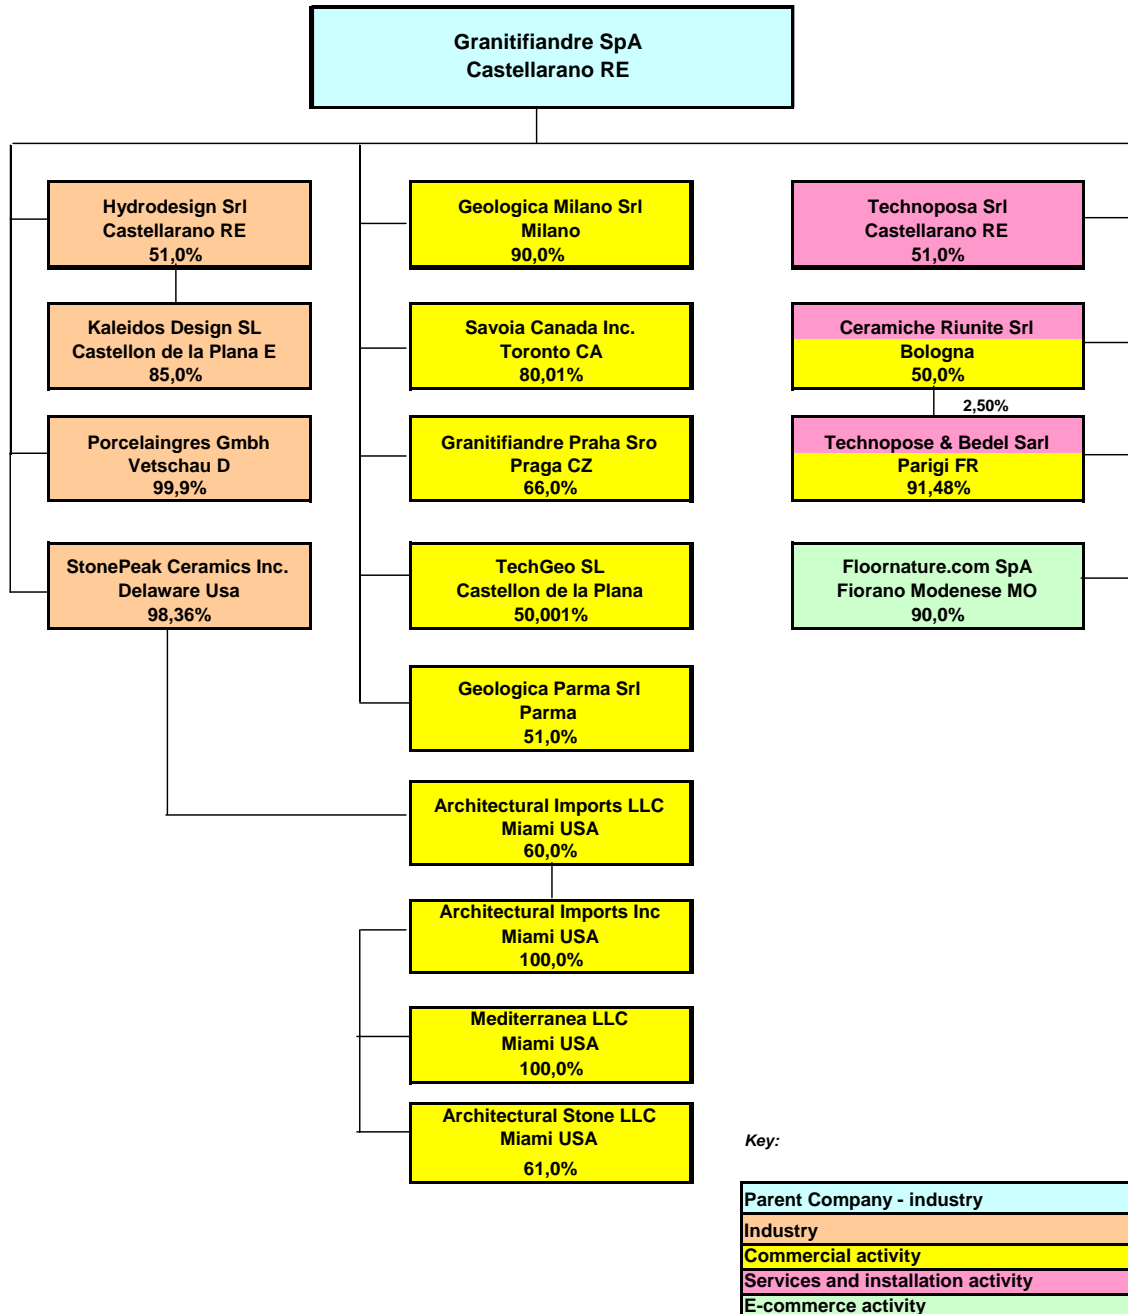 Granitifiandre SpA
Castellarano RE
Hydrodesign Srl
Castellarano RE
51,0%
Kaleidos Design SL
Castellon de la Plana E
85,0%
Porcelaingres Gmbh
Vetschau D
99,9%
StonePeak Ceramics Inc.
Delaware Usa
98,36%
Geologica Milano Srl
Milano
90,0%
Savoia Canada Inc.
Toronto CA
80,01%
Granitifiandre Praha Sro
Praga CZ
66,0%
TechGeo SL
Castellon de la Plana
50,001%
Geologica Parma Srl
Parma
51,0%
Architectural Imports LLC
Miami USA
60,0%
Architectural Imports Inc
Miami USA
100,0%
Mediterranea LLC
Miami USA
100,0%
Architectural Stone LLC
Miami USA
61,0%
Technoposa Srl
Castellarano RE
51,0%
Ceramiche Riunite Srl
Bologna
50,0%
2,50%
Technopose & Bedel Sarl
Parigi FR
91,48%
Floornature.com SpA
Fiorano Modenese MO
90,0%
Key:
Parent Company - industry
Industry
Commercial activity
Services and installation activity
E-commerce activity